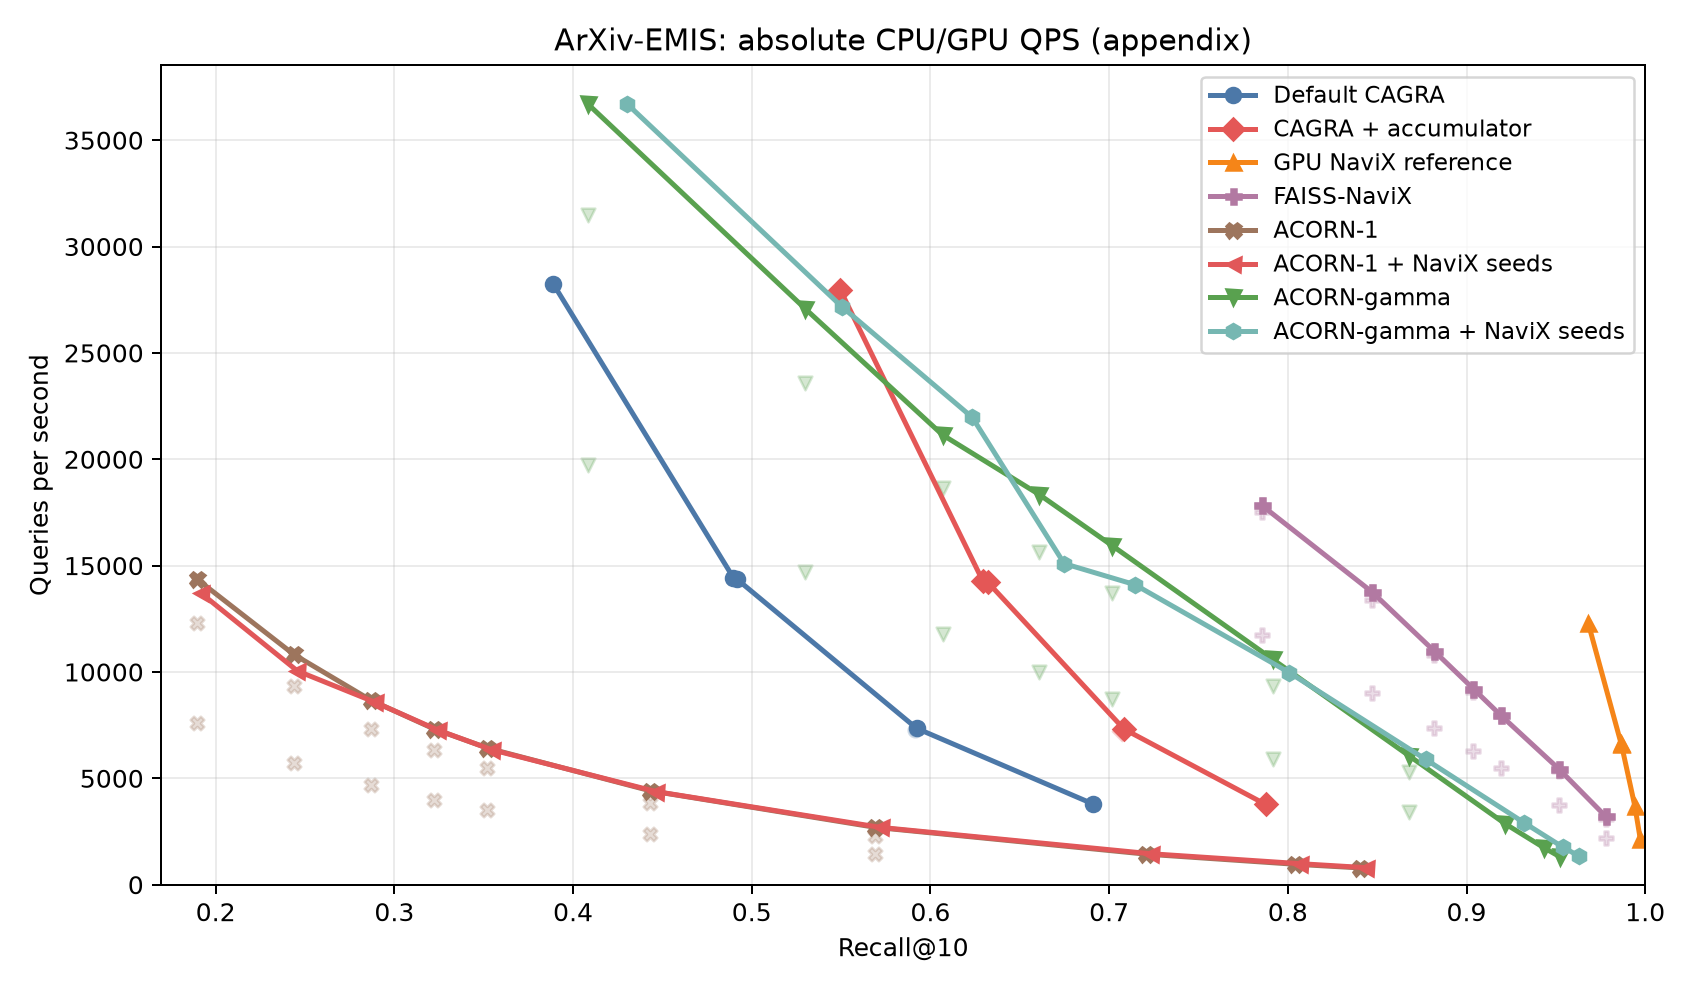 ArXiv-EMIS: absolute CPU/GPU QPS (appendix)
Default CAGRA
CAGRA + accumulator
GPU NaviX reference
FAISS-NaviX
ACORN-1
ACORN-1 + NaviX seeds
ACORN-gamma
ACORN-gamma + NaviX seeds
Queries per second
35000
30000
25000
20000
15000
10000
5000
0
0.2
0.3
0.4
0.5
0.6
0.7
0.8
0.9
1.0
Recall@10